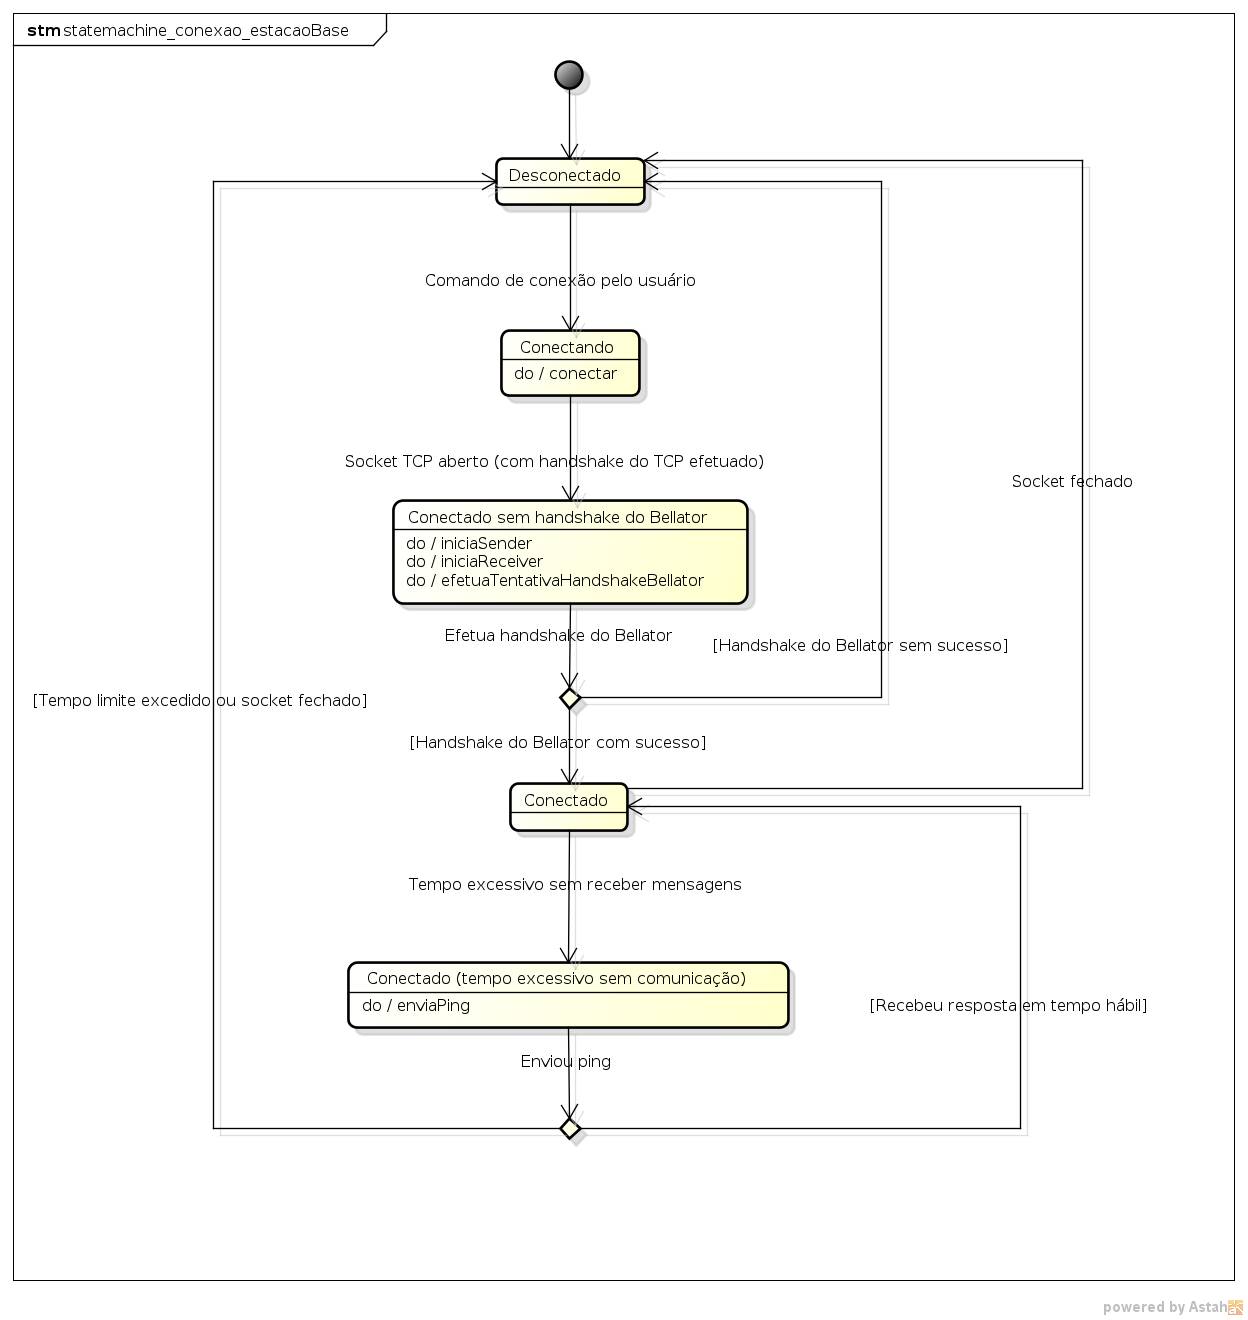 stm statemachine_conexao_estacaoBase
Desconectado
Comando de conexão pelo usuário
Conectando
do / conectar
Socket TCP aberto (com handshake do TCP efetuado)
Socket fechado
Conectado sem handshake do Bellator
do / iniciaSender
do / iniciaReceiver
do / efetuaTentativaHandshakeBellator
Efetua handshake do Bellator
[Handshake do Bellator sem sucesso]
[Tempo limite excedido ou socket fechado]
[Handshake do Bellator com sucesso]
Conectado
Tempo excessivo sem receber mensagens
Conectado (tempo excessivo sem comunicação)
do / enviaPing
[Recebeu resposta em tempo hábil]
Enviou ping
powered by Astah